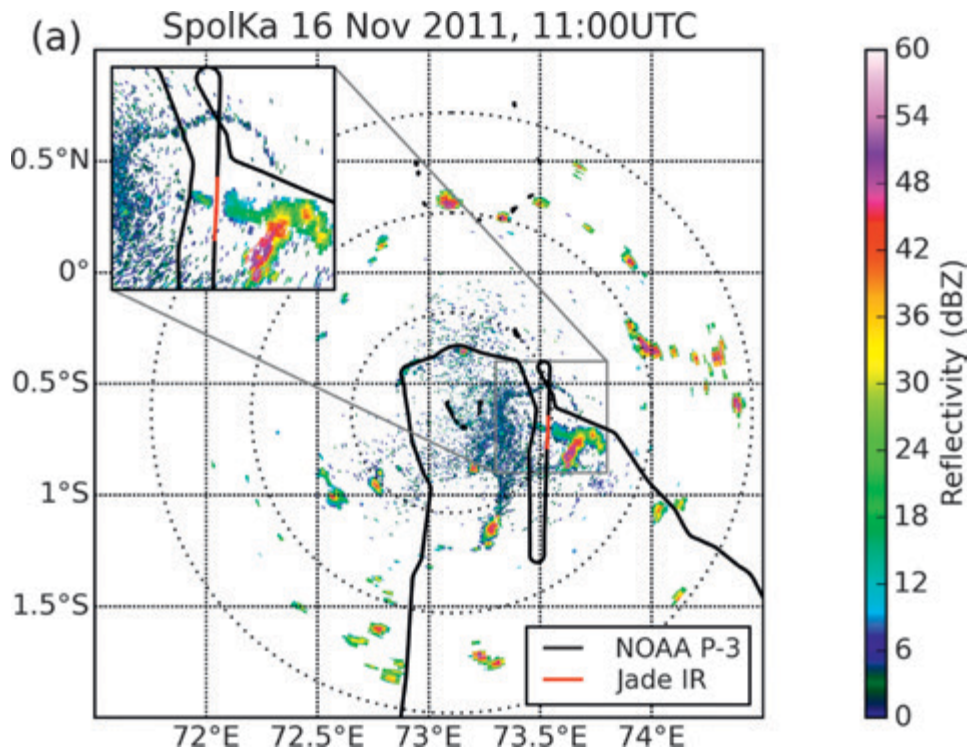 (a)
SpolKa 16 Nov 2011, 11:00UTC
0.5°N
0°
0.5°S
1°S
1.5°S
72°E 72.5°E 73°E 73.5°E 74°E
NOAA P-3
Jade IR
60
54
48
42
36
30
24
18
12
6
0
Reflectivity (dBZ)